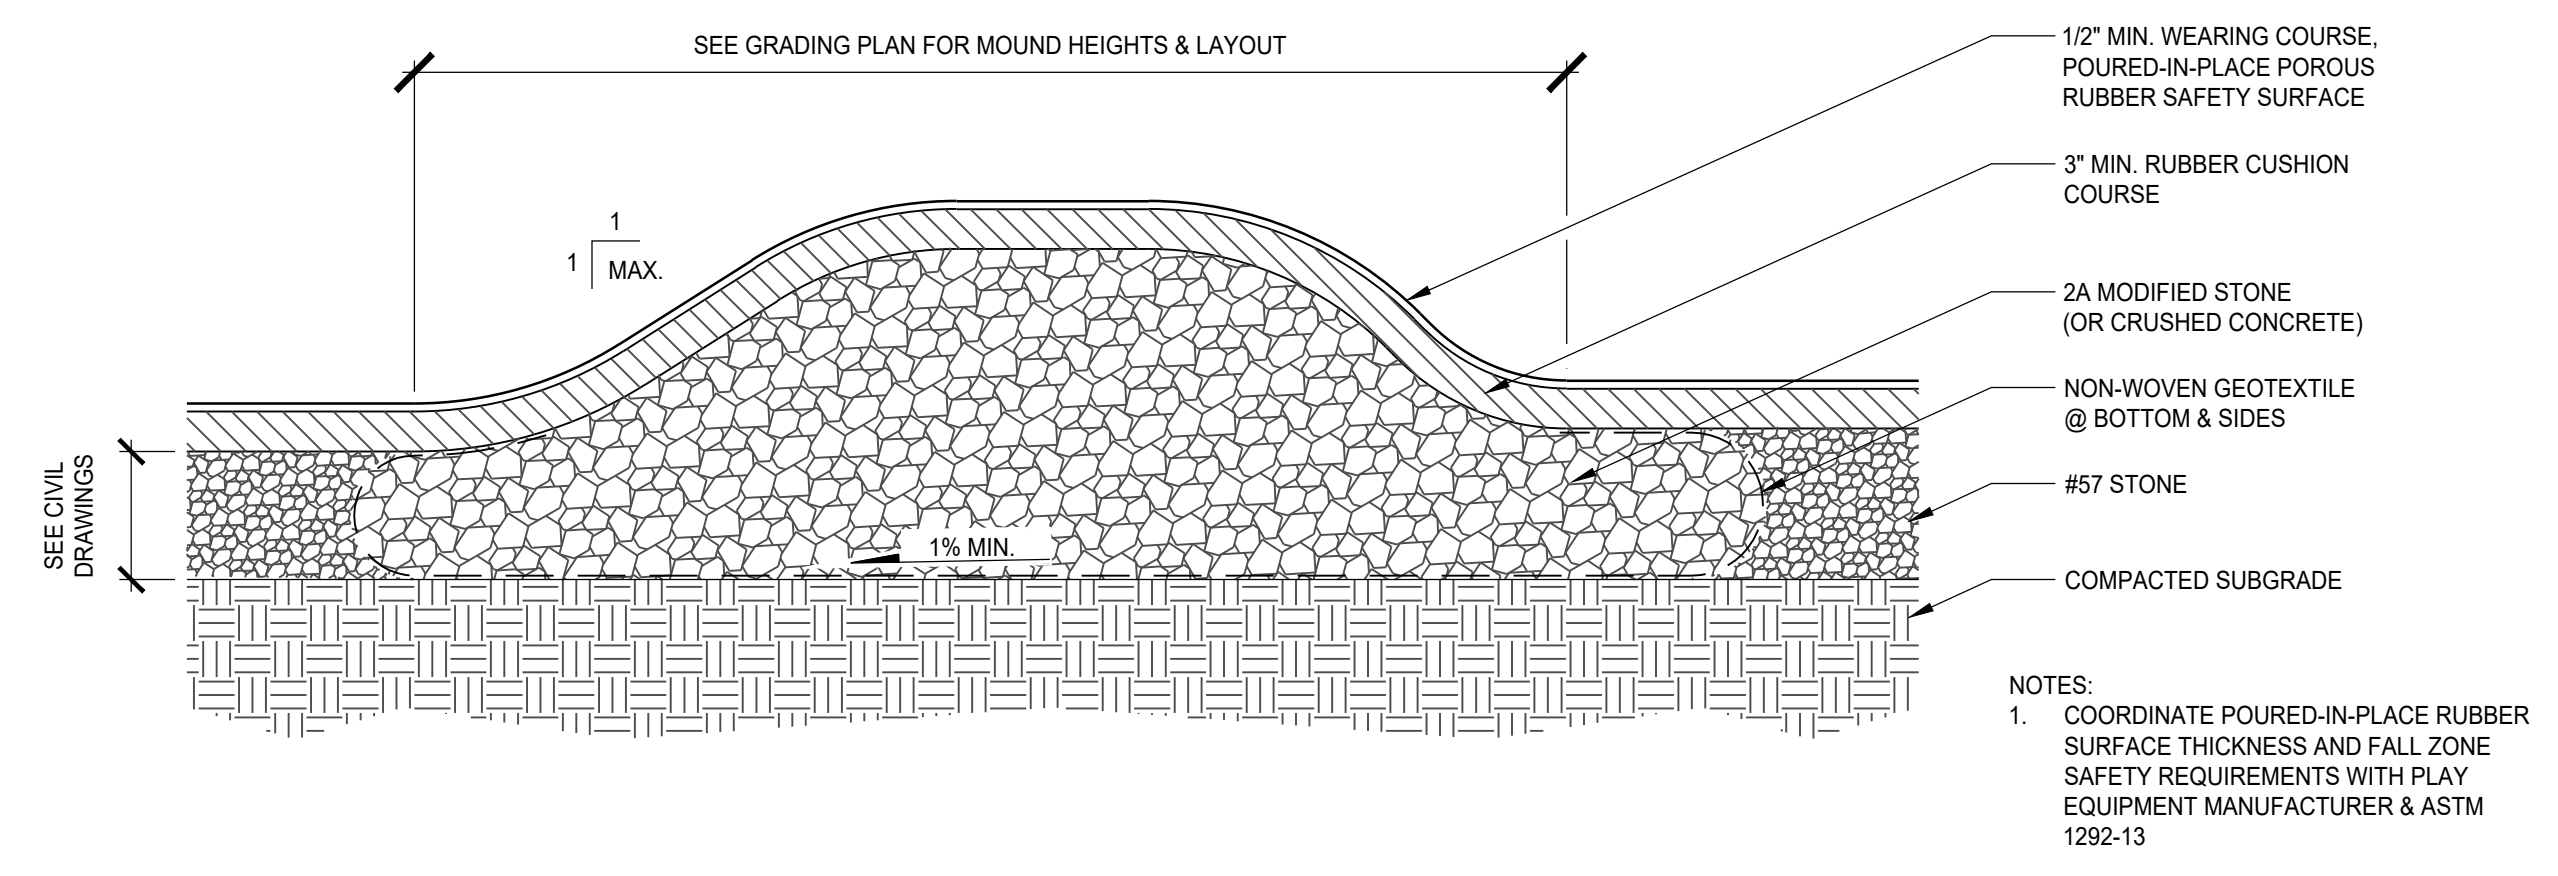 SEE GRADING PLAN FOR MOUND HEIGHTS & LAYOUT
1/2" MIN. WEARING COURSE,
POURED-IN-PLACE POROUS
RUBBER SAFETY SURFACE
3" MIN. RUBBER CUSHION
COURSE
1
1
MAX.
2A MODIFIED STONE
(OR CRUSHED CONCRETE)
NON-WOVEN GEOTEXTILE
@ BOTTOM & SIDES
#57 STONE
SEE CIVIL
DRAWINGS
1% MIN.
COMPACTED SUBGRADE
NOTES:
1. COORDINATE POURED-IN-PLACE RUBBER
SURFACE THICKNESS AND FALL ZONE
SAFETY REQUIREMENTS WITH PLAY
EQUIPMENT MANUFACTURER & ASTM
1292-13